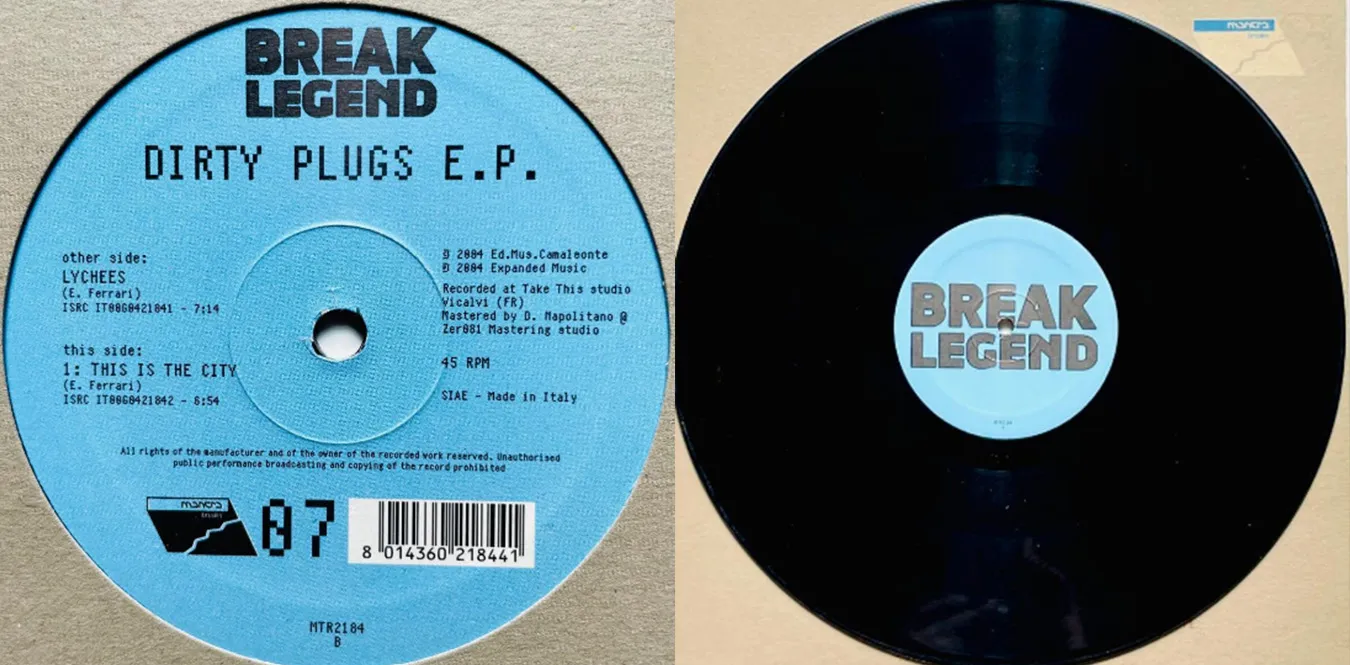 BREAK
LEGEND
DIRTY PLUGS E.P.
other side:
LYCHEES
(E. Ferrari)
ISRC IT0060421841 - 7:14
this side:
1: THIS IS THE CITY
(E. Ferrari)
ISRC IT0060421842 - 6:54
℗ 2004 Ed.Mus.Camaleonte
© 2004 Expanded Music
Recorded at Take This studio
Vicalvi (FR)
Mastered by D. Napolitano @
Zer081 Mastering studio
45 RPM
SIAE - Made in Italy
All rights of the manufacturer and of the owner of the recorded work reserved. Unauthorised
public performance broadcasting and copying of the record prohibited
mantra
07
8 014360 218441
MTR2184
B
mantra
BREAK
LEGEND